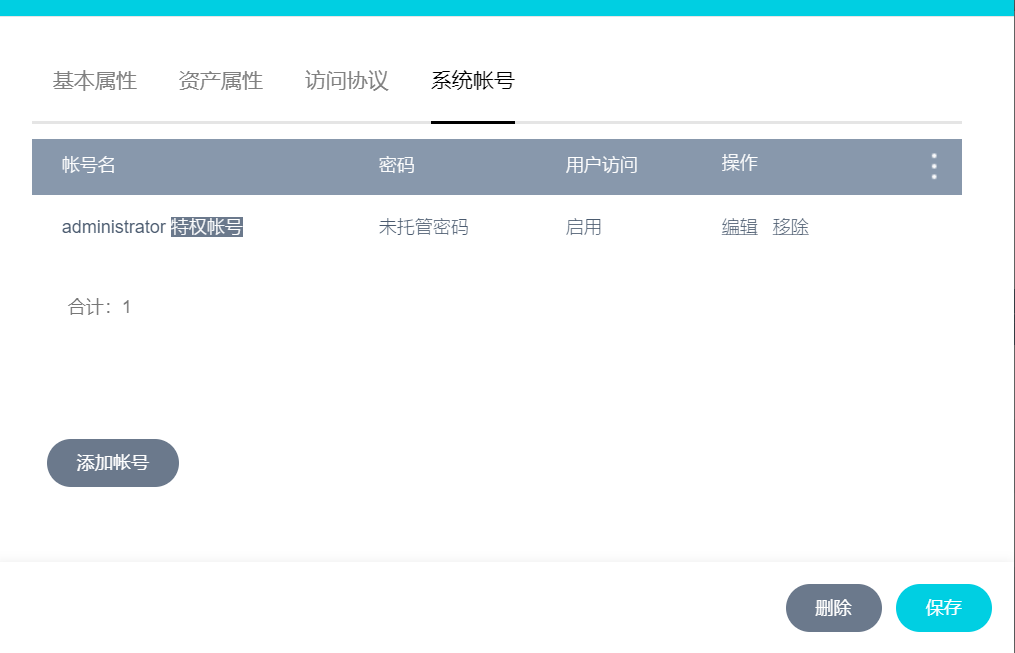 基本属性 资产属性 访问协议 系统帐号
帐号名 密码 用户访问 操作
administrator 特权帐号 未托管密码 启用 编辑 移除
合计：1
添加帐号
删除 保存